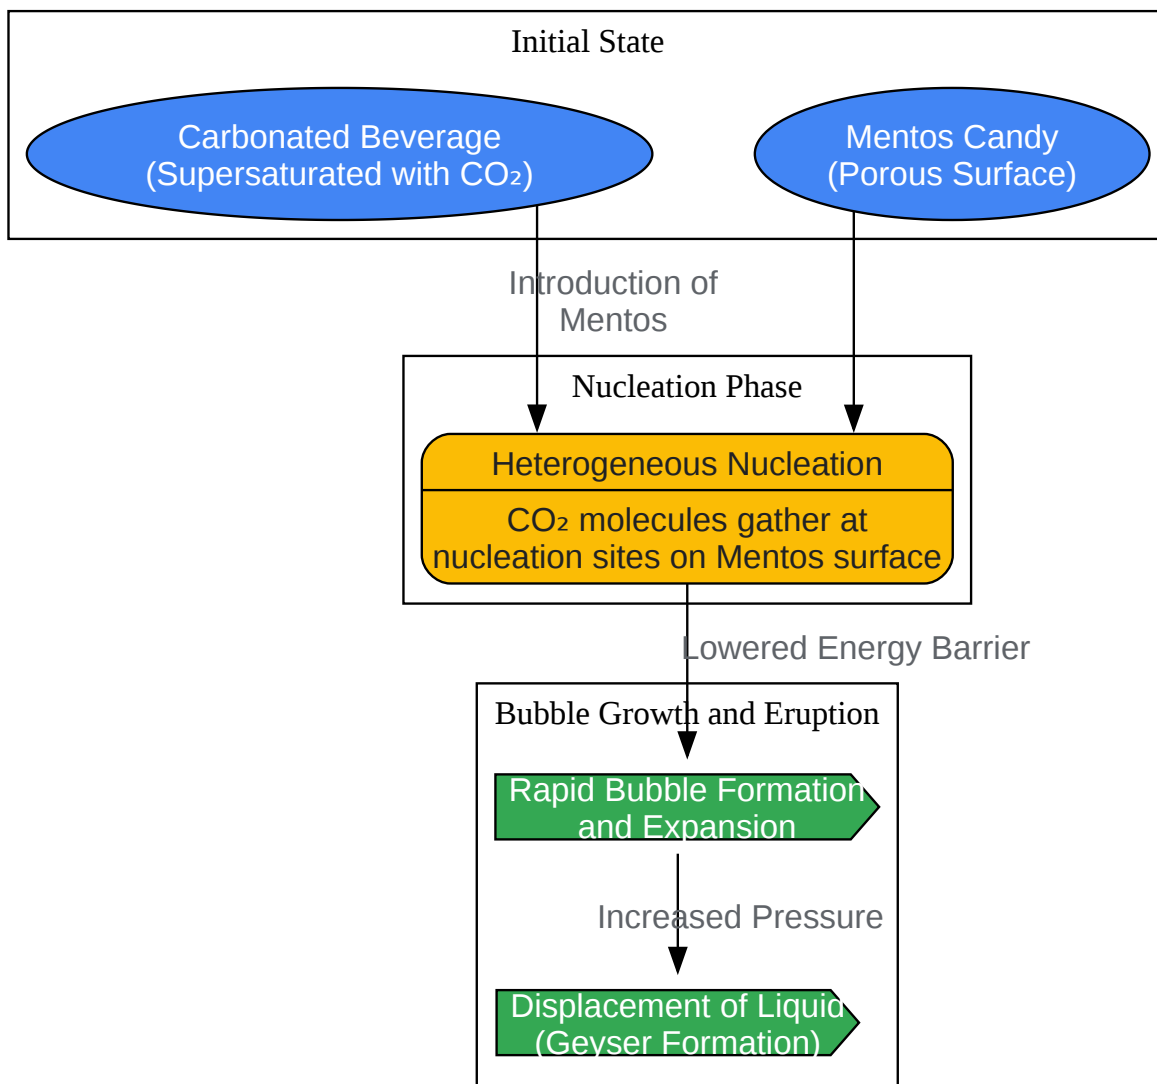 Initial State
Carbonated Beverage
(Supersaturated with CO₂)
Mentos Candy
(Porous Surface)
Introduction of
Mentos
Nucleation Phase
Heterogeneous Nucleation
CO₂ molecules gather at
nucleation sites on Mentos surface
Lowered Energy Barrier
Bubble Growth and Eruption
Rapid Bubble Formation
and Expansion
Increased Pressure
Displacement of Liquid
(Geyser Formation)